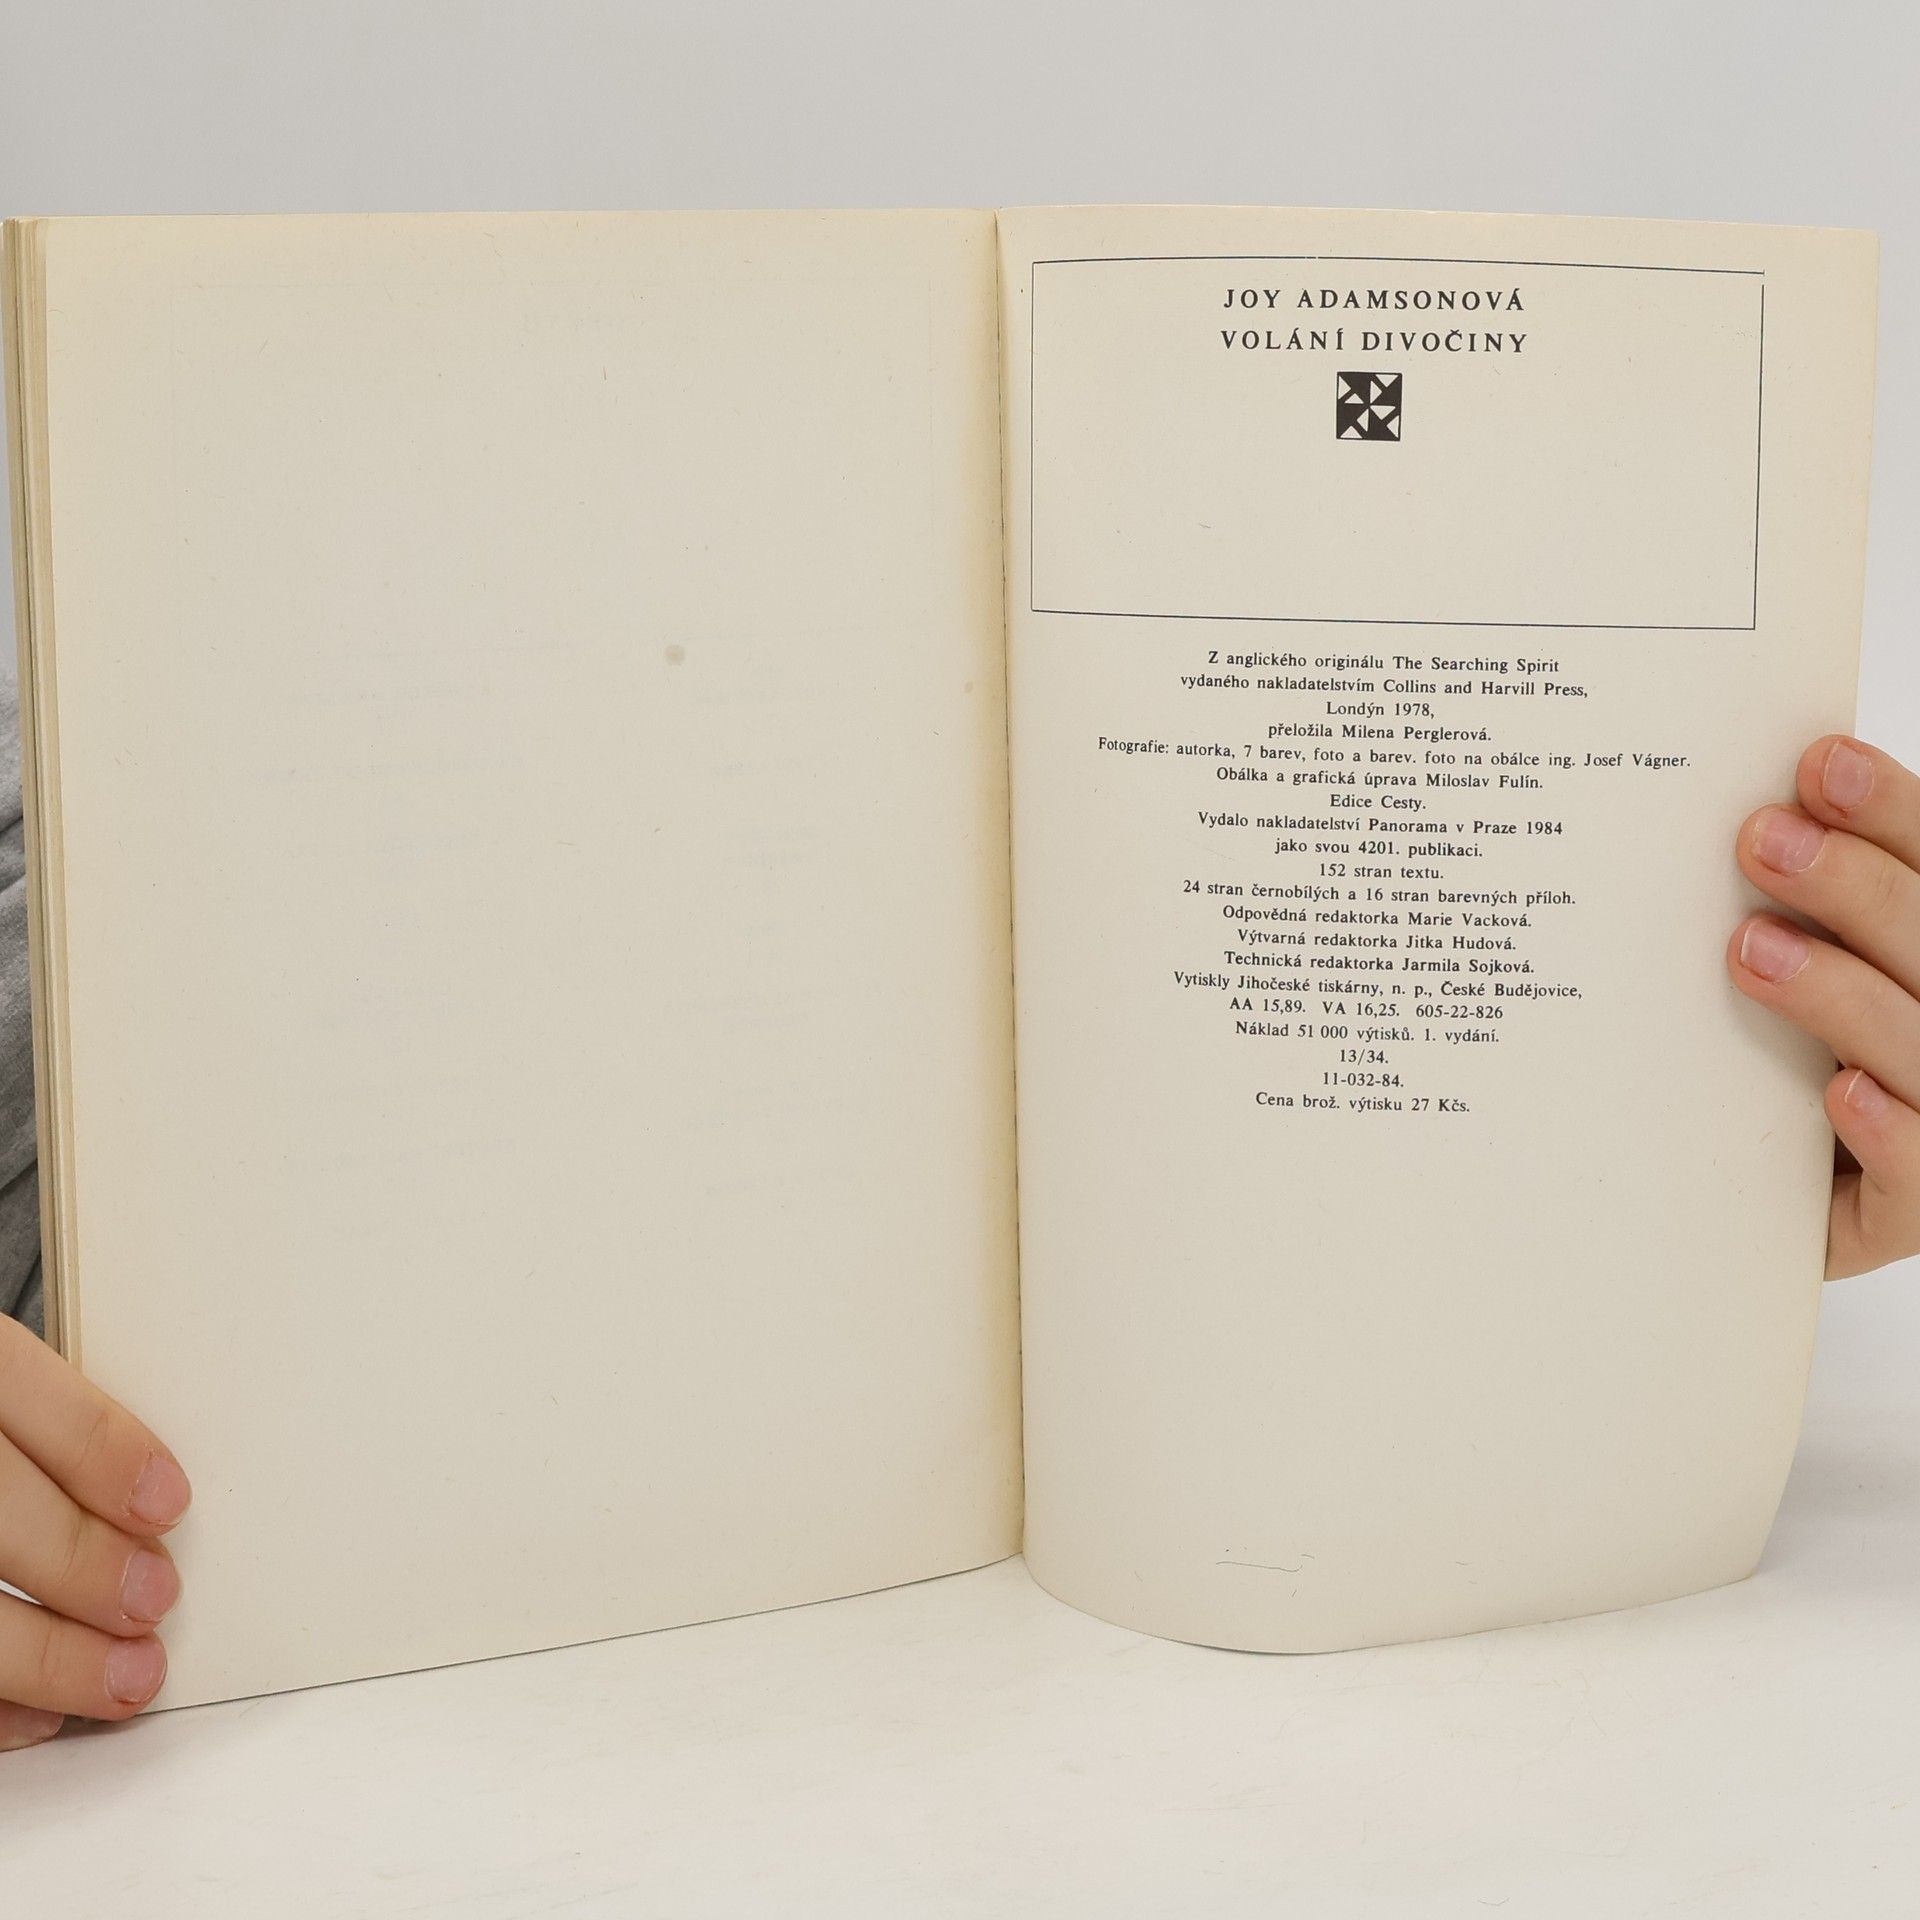 JOY ADAMSONOVÁ
VOLÁNÍ DIVOČINY
Z anglického originálu The Searching Spirit
vydaného nakladatelstvím Collins and Harvill Press,
Londýn 1978,
přeložila Milena Perglerová.
Fotografie: autorka, 7 barev, foto a barev. foto na obálce ing. Josef Vágner.
Obálka a grafická úprava Miloslav Fulín.
Edice Cesty.
Vydalo nakladatelství Panorama v Praze 1984
jako svou 4201. publikaci.
152 stran textu.
24 stran černobílých a 16 stran barevných příloh.
Odpovědná redaktorka Marie Vacková.
Výtvarná redaktorka Jitka Hudová.
Technická redaktorka Jarmila Sojková.
Vytiskly Jihočeské tiskárny, n. p., České Budějovice,
AA 15,89. VA 16,25. 605-22-826
Náklad 51 000 výtisků. 1. vydání.
13/34.
11-032-84.
Cena brož. výtisku 27 Kčs.